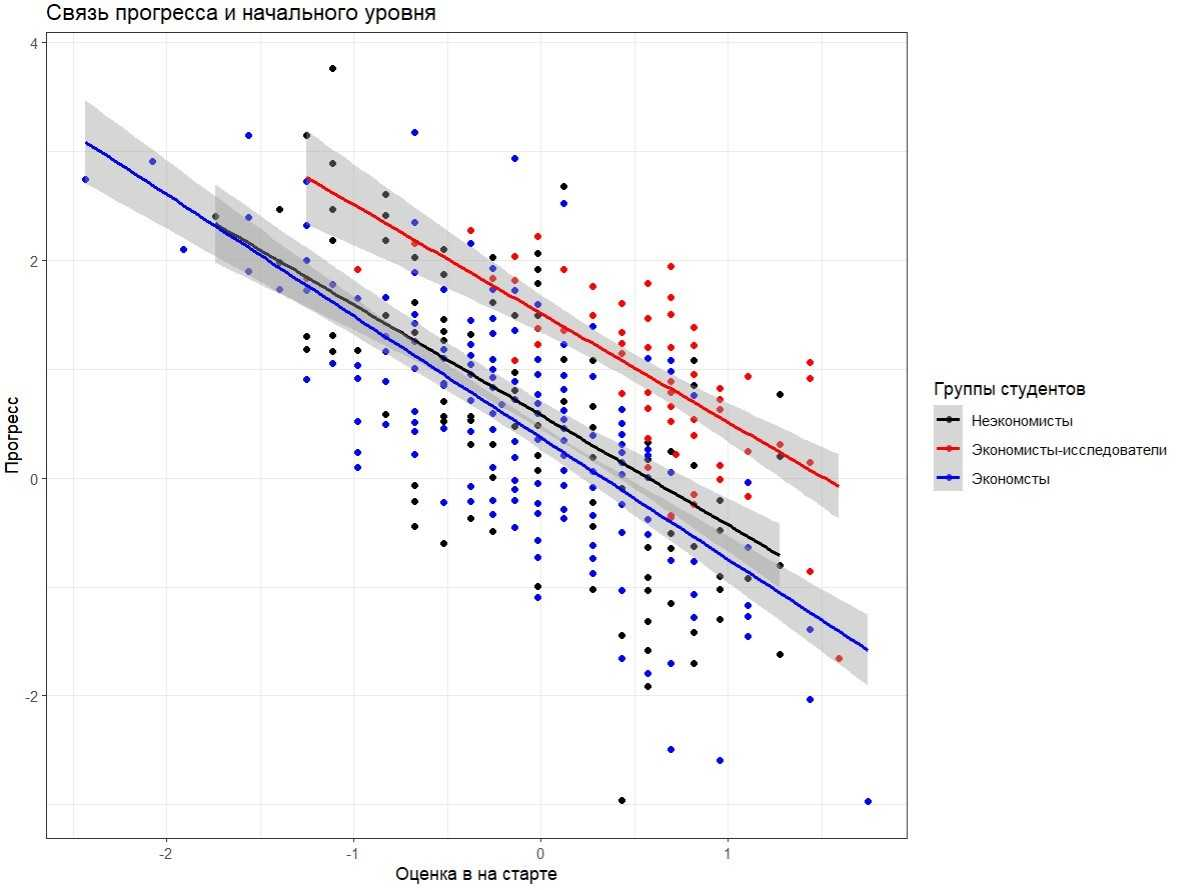 Связь прогресса и начального уровня
4
2
0
-2
Прогресс
-2
-1
0
1
Оценка в на старте
Группы студентов
Неэкономисты
Экономисты-исследователи
Экономсты